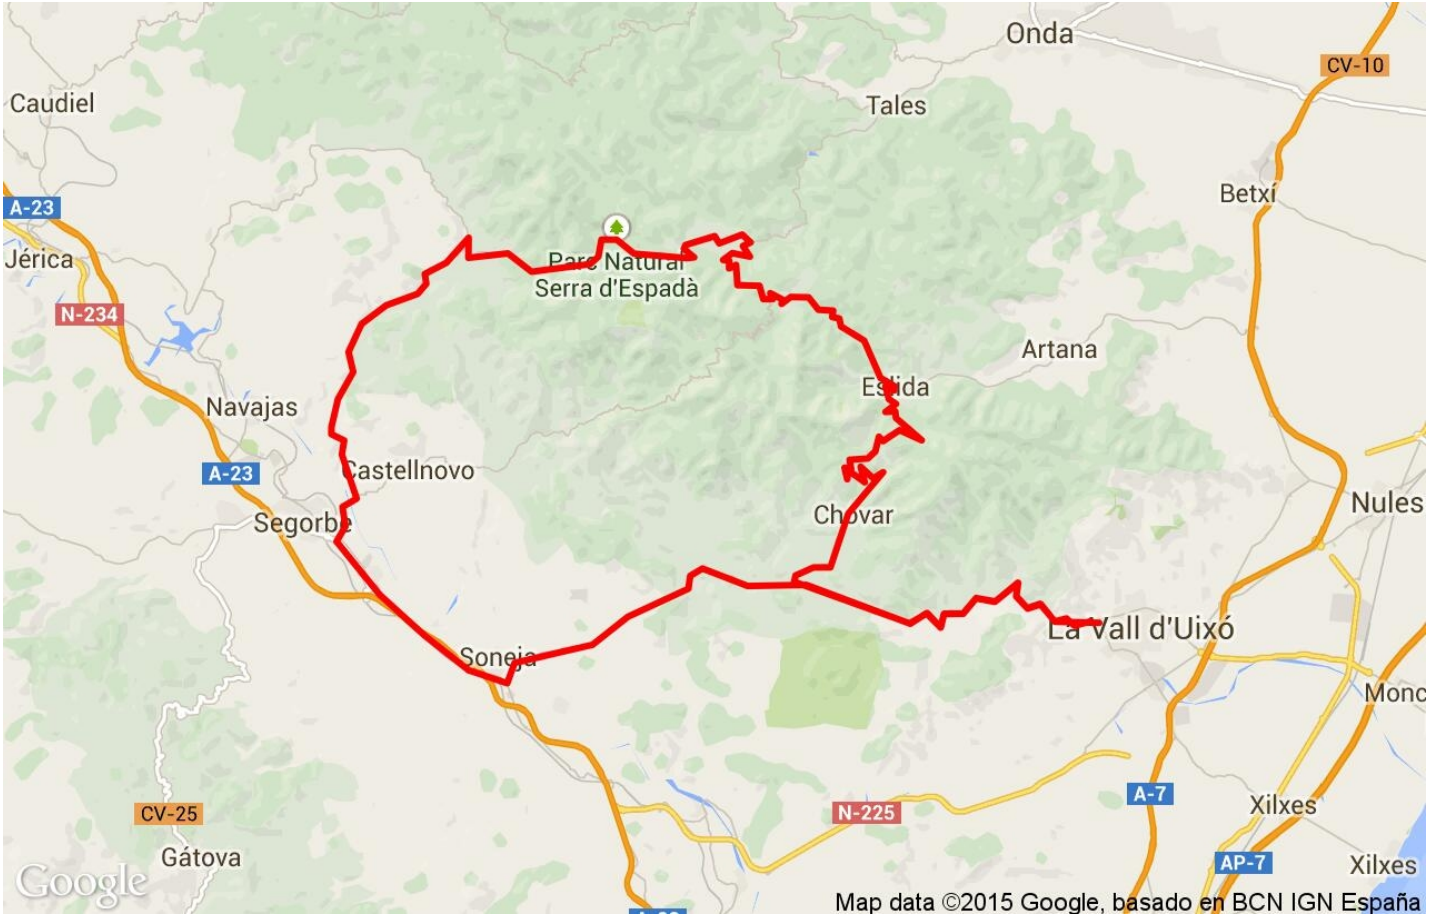 Onda
CV-10
Caudiel
Tales
Betxí
A-23
Jérica
Parc Natural
Serra d'Espadà
N-234
Artana
Eslida
Navajas
A-23
Castellnovo
Nules
Chovar
Segorbe
La Vall d'Uixó
Soneja
Monc
A-7
Xilxes
CV-25
N-225
Gátova
AP-7
Xilxes
Google
Map data ©2015 Google, basado en BCN IGN España